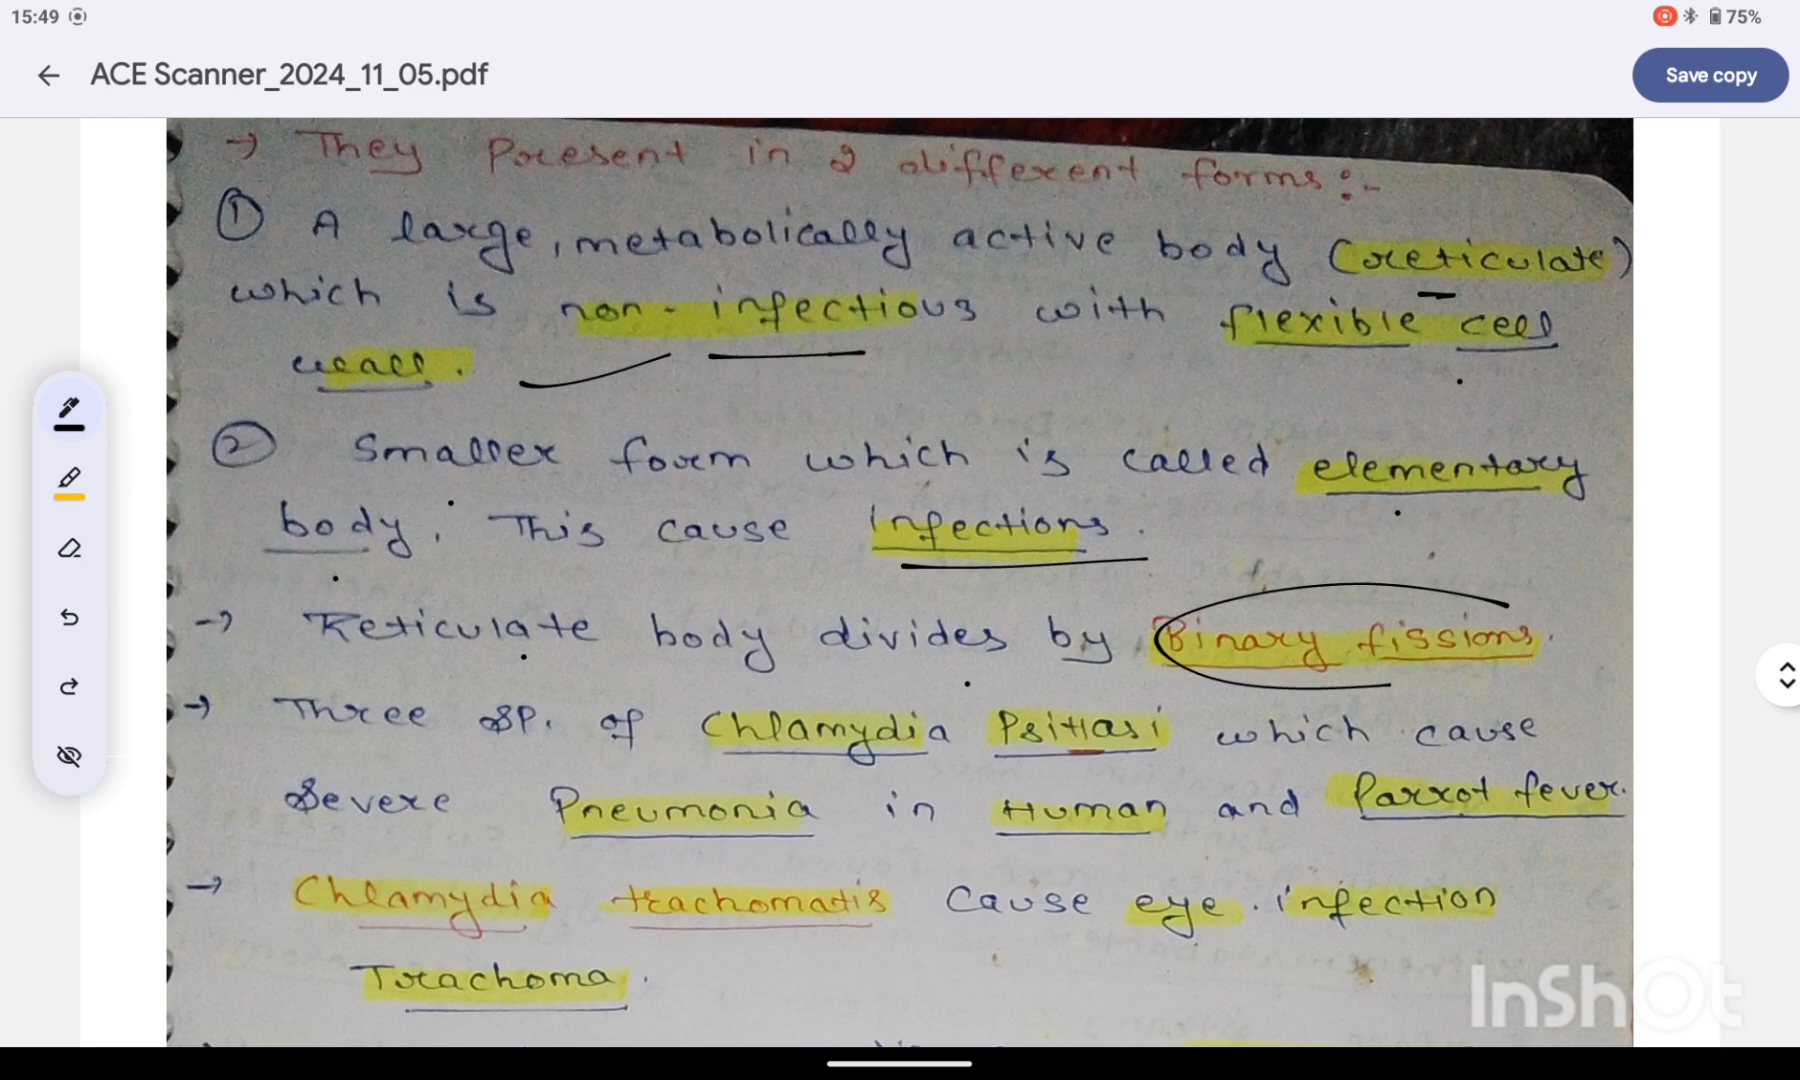 15:49
75%
ACE Scanner_2024_11_05.pdf
Save copy
→ They Present in 2 different forms :-
① A large, metabolically active body (reticulate)
which is non-infectious with flexible cell
wall.
② Smaller form which is called elementary
body. This cause infections.
→ Reticulate body divides by Binary fissions.
→ Three sp. of Chlamydia Psittasi which cause
severe Pneumonia in Human and Parrot fever.
→ Chlamydia trachomatis cause eye infection
Trachoma.
InShOt